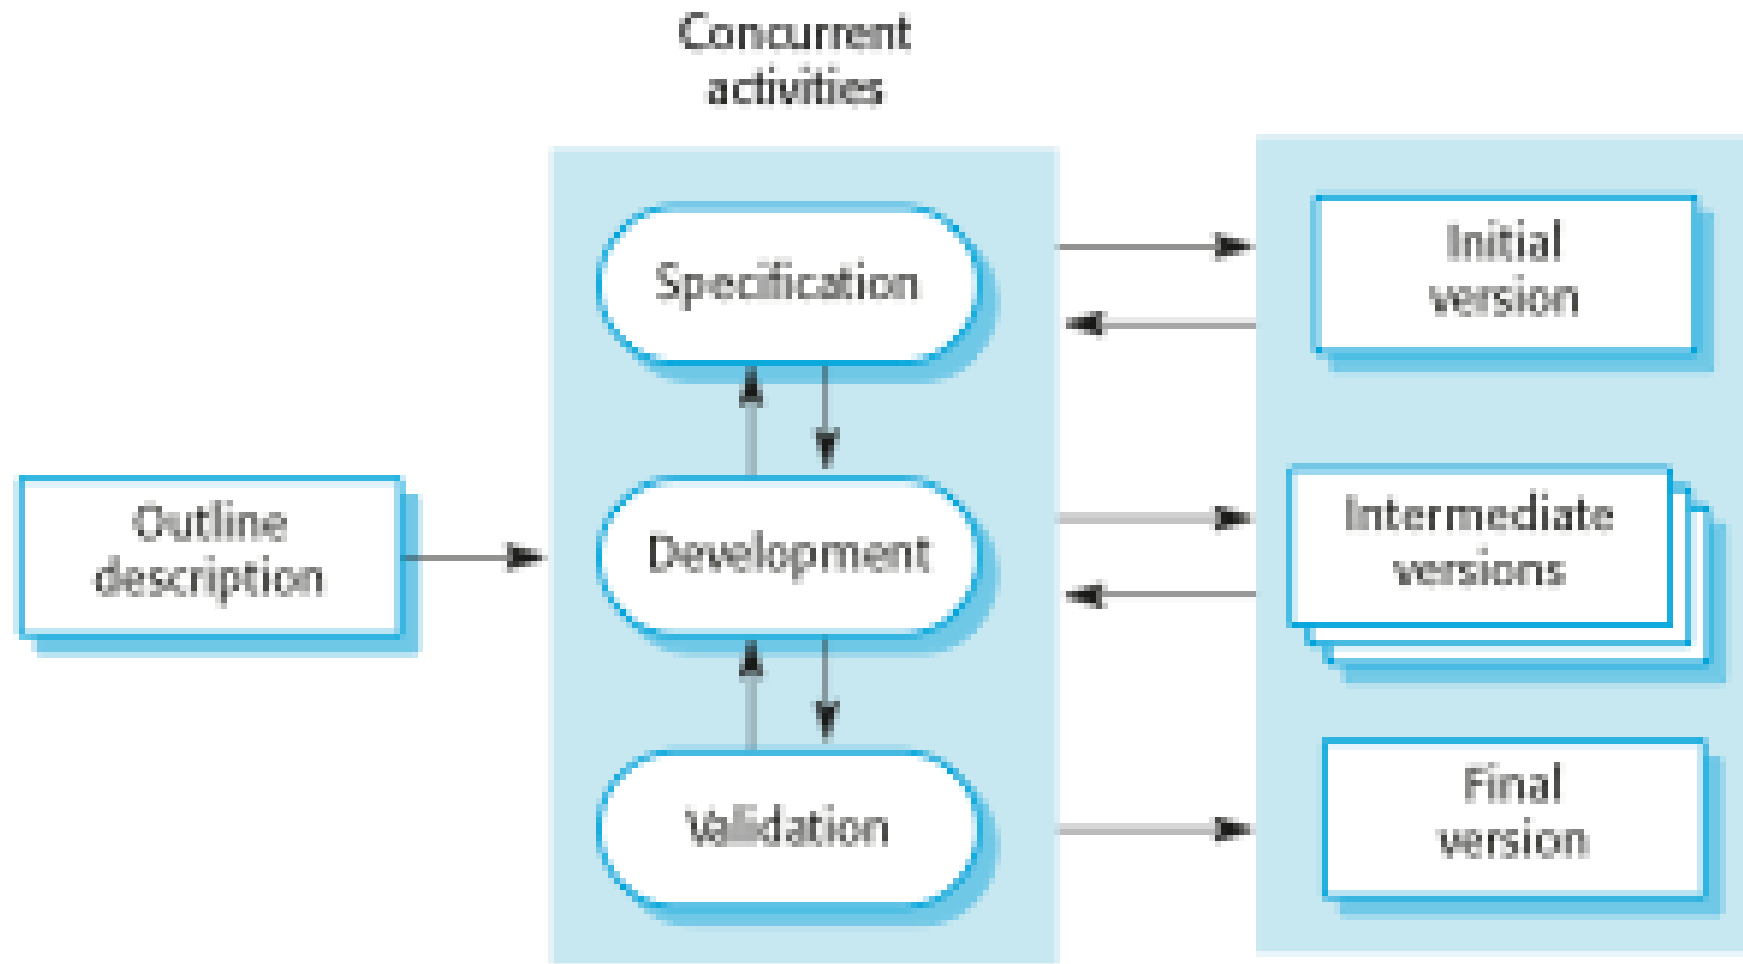 Concurrent
activities
Specification
Initial
version
Outline
description
Development
Intermediate
versions
Validation
Final
version